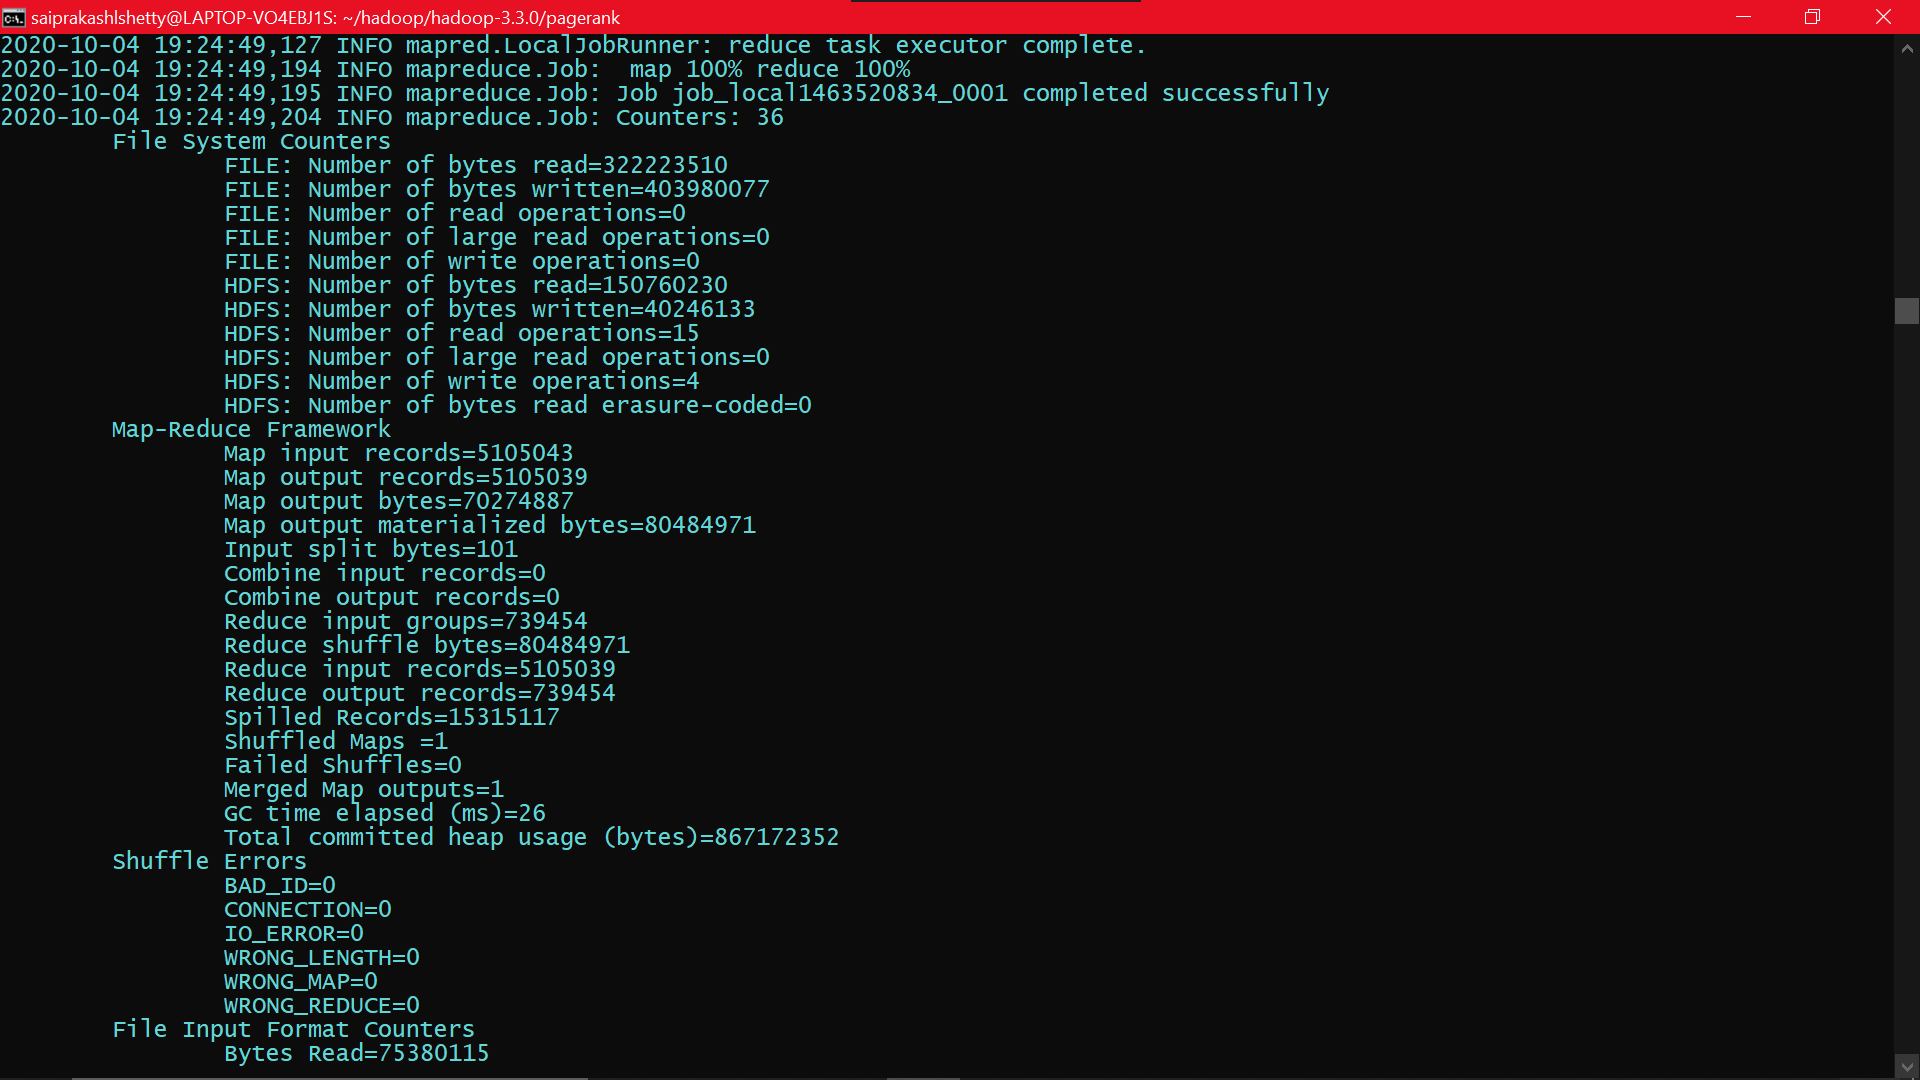 saiprakashlshetty@LAPTOP-VO4EBJ1S: ~/hadoop/hadoop-3.3.0/pagerank
2020-10-04 19:24:49,127 INFO mapred.LocalJobRunner: reduce task executor complete.
2020-10-04 19:24:49,194 INFO mapreduce.Job:  map 100% reduce 100%
2020-10-04 19:24:49,195 INFO mapreduce.Job: Job job_local1463520834_0001 completed successfully
2020-10-04 19:24:49,204 INFO mapreduce.Job: Counters: 36
File System Counters
FILE: Number of bytes read=322223510
FILE: Number of bytes written=403980077
FILE: Number of read operations=0
FILE: Number of large read operations=0
FILE: Number of write operations=0
HDFS: Number of bytes read=150760230
HDFS: Number of bytes written=40246133
HDFS: Number of read operations=15
HDFS: Number of large read operations=0
HDFS: Number of write operations=4
HDFS: Number of bytes read erasure-coded=0
Map-Reduce Framework
Map input records=5105043
Map output records=5105039
Map output bytes=70274887
Map output materialized bytes=80484971
Input split bytes=101
Combine input records=0
Combine output records=0
Reduce input groups=739454
Reduce shuffle bytes=80484971
Reduce input records=5105039
Reduce output records=739454
Spilled Records=15315117
Shuffled Maps =1
Failed Shuffles=0
Merged Map outputs=1
GC time elapsed (ms)=26
Total committed heap usage (bytes)=867172352
Shuffle Errors
BAD_ID=0
CONNECTION=0
IO_ERROR=0
WRONG_LENGTH=0
WRONG_MAP=0
WRONG_REDUCE=0
File Input Format Counters
Bytes Read=75380115